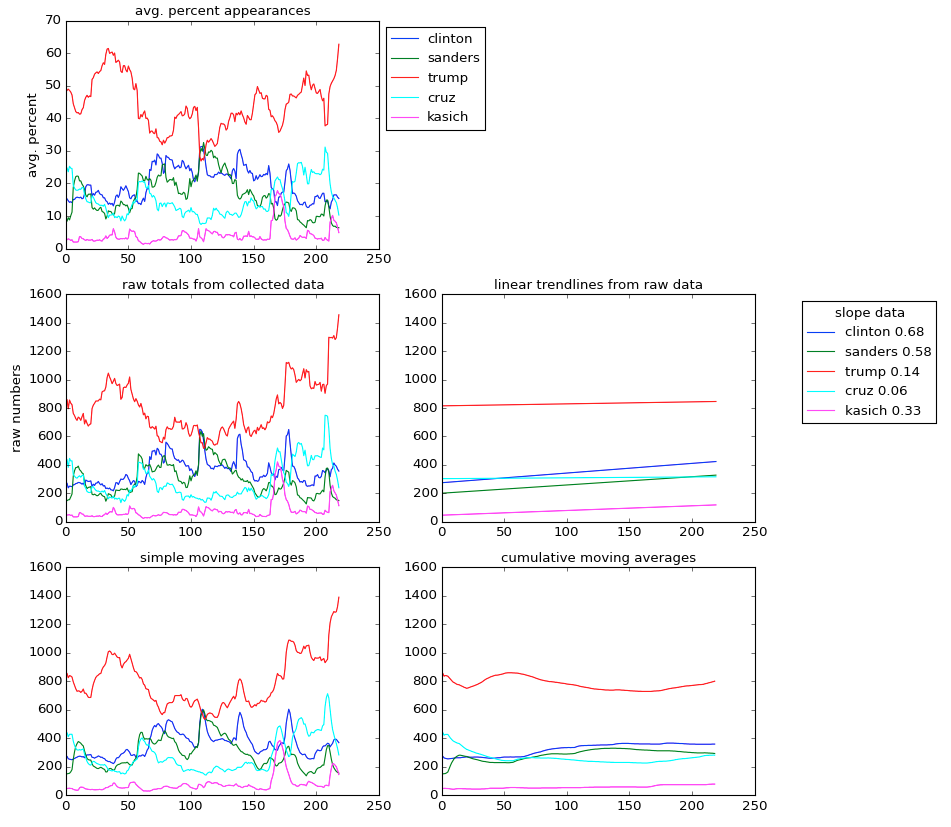 avg. percent appearances
70
60
50
40
30
20
10
0
avg. percent
0 50 100 150 200 250
clinton
sanders
trump
cruz
kasich
raw totals from collected data
1600
1400
1200
1000
800
600
400
200
0
raw numbers
0 50 100 150 200 250
linear trendlines from raw data
1600
1400
1200
1000
800
600
400
200
0
0 50 100 150 200 250
slope data
clinton 0.68
sanders 0.58
trump 0.14
cruz 0.06
kasich 0.33
simple moving averages
1600
1400
1200
1000
800
600
400
200
0
0 50 100 150 200 250
cumulative moving averages
1600
1400
1200
1000
800
600
400
200
0
0 50 100 150 200 250